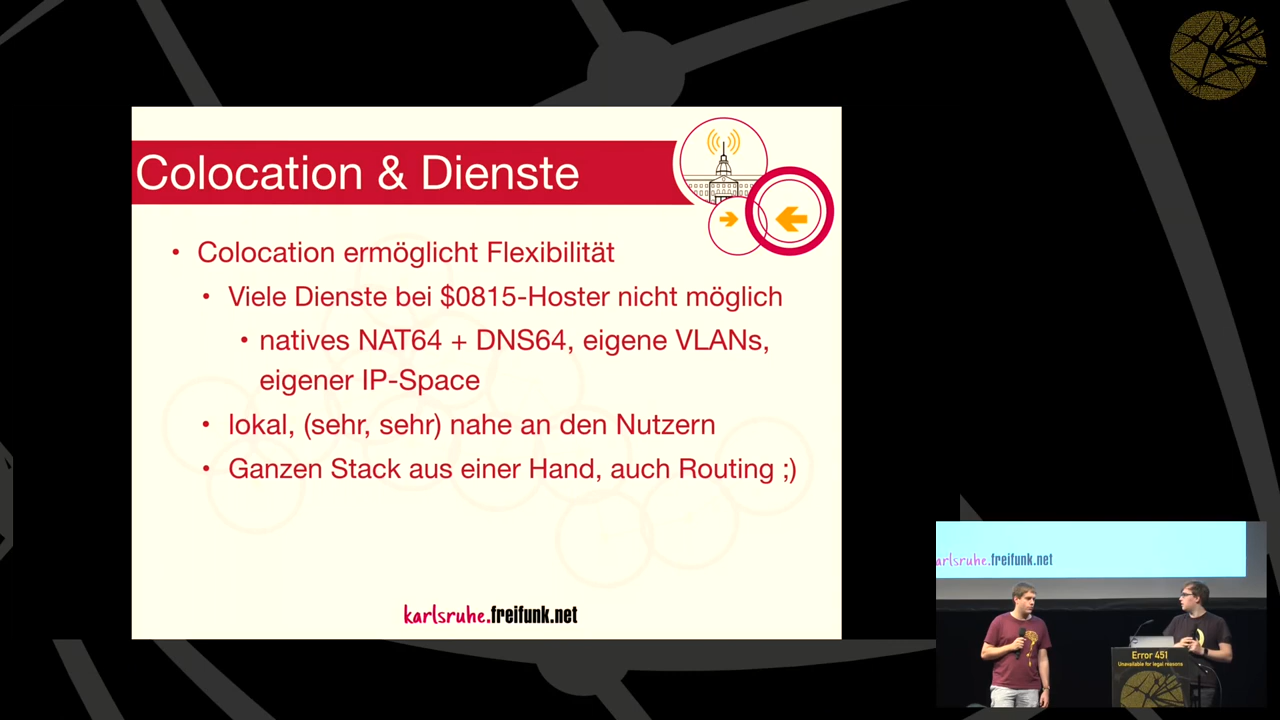 Colocation & Dienste
• Colocation ermöglicht Flexibilität
• Viele Dienste bei $0815-Hoster nicht möglich
• natives NAT64 + DNS64, eigene VLANs,
eigener IP-Space
• lokal, (sehr, sehr) nahe an den Nutzern
• Ganzen Stack aus einer Hand, auch Routing ;)
karlsruhe.freifunk.net
arlsruhe.freifunk.net
Error 451
Unavailable for legal reasons